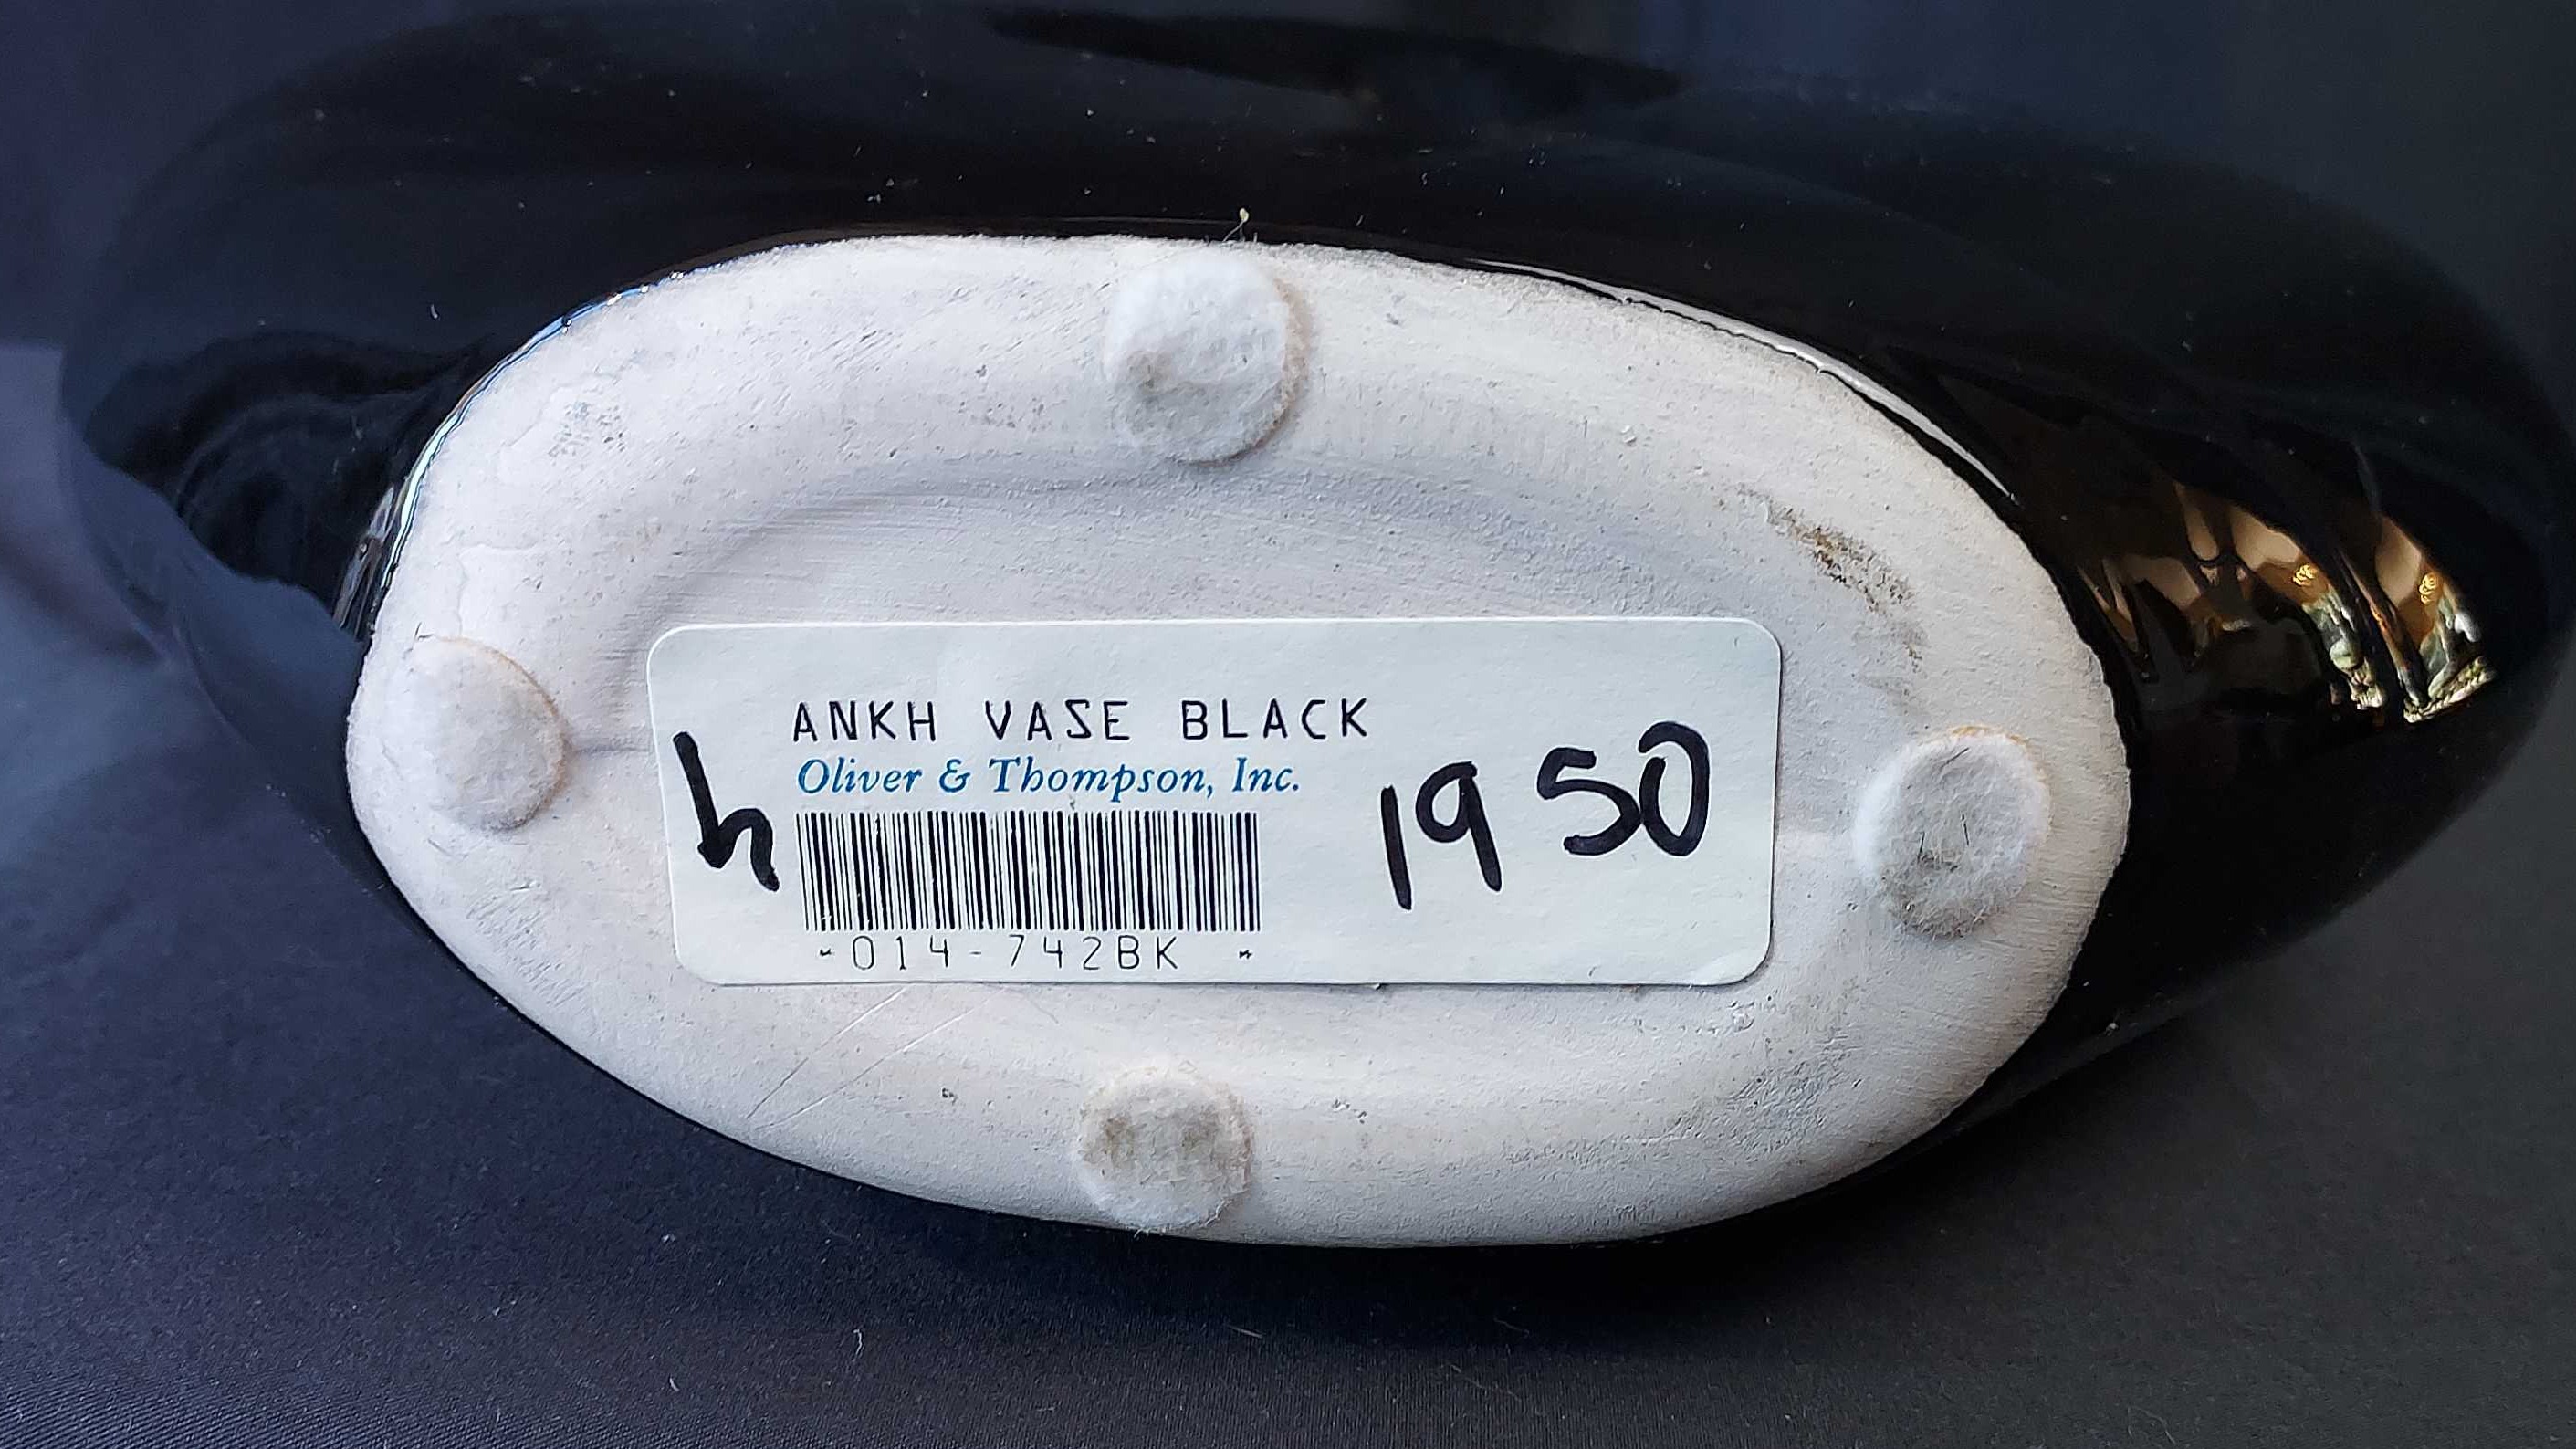 ANKH VASE BLACK
Oliver & Thompson, Inc.
h
1950
*014-742BK *